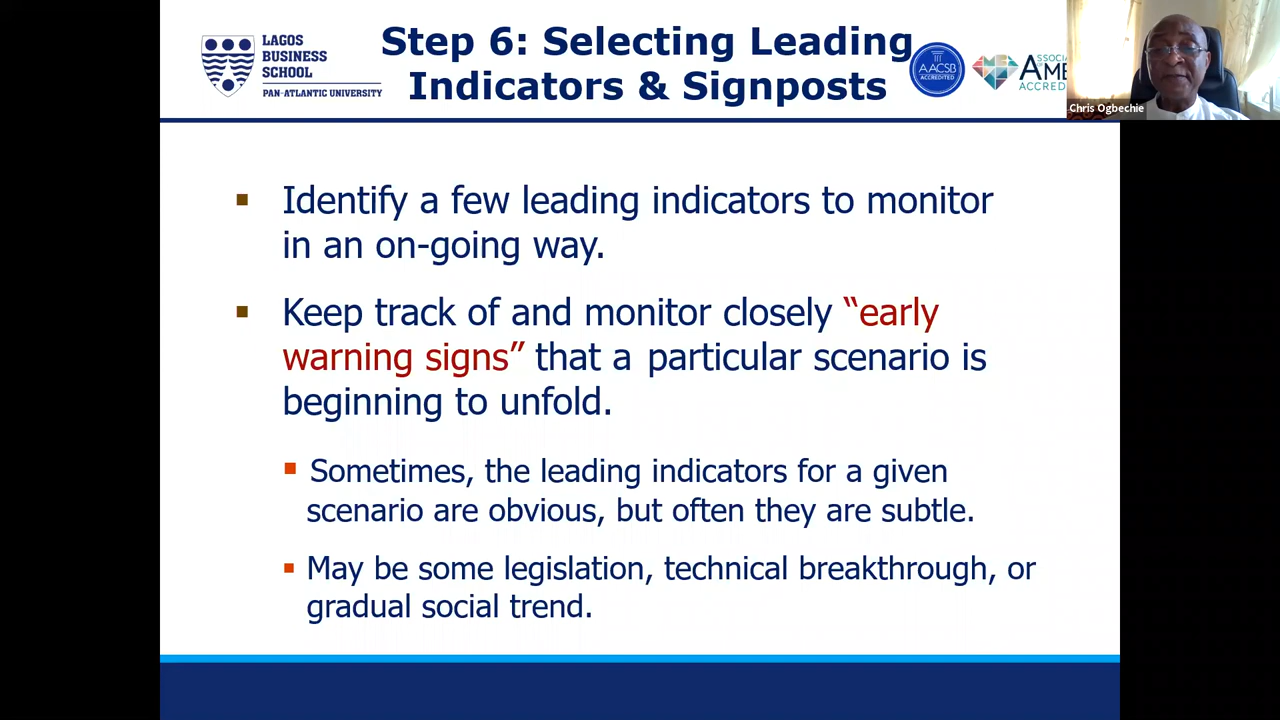 LAGOS
BUSINESS
SCHOOL
PAN-ATLANTIC UNIVERSITY
Step 6: Selecting Leading
Indicators & Signposts
AACSB
ACCREDITED
Chris Ogbechie
▪ Identify a few leading indicators to monitor
in an on-going way.
▪ Keep track of and monitor closely “early
warning signs” that a particular scenario is
beginning to unfold.
▪ Sometimes, the leading indicators for a given
scenario are obvious, but often they are subtle.
▪ May be some legislation, technical breakthrough, or
gradual social trend.